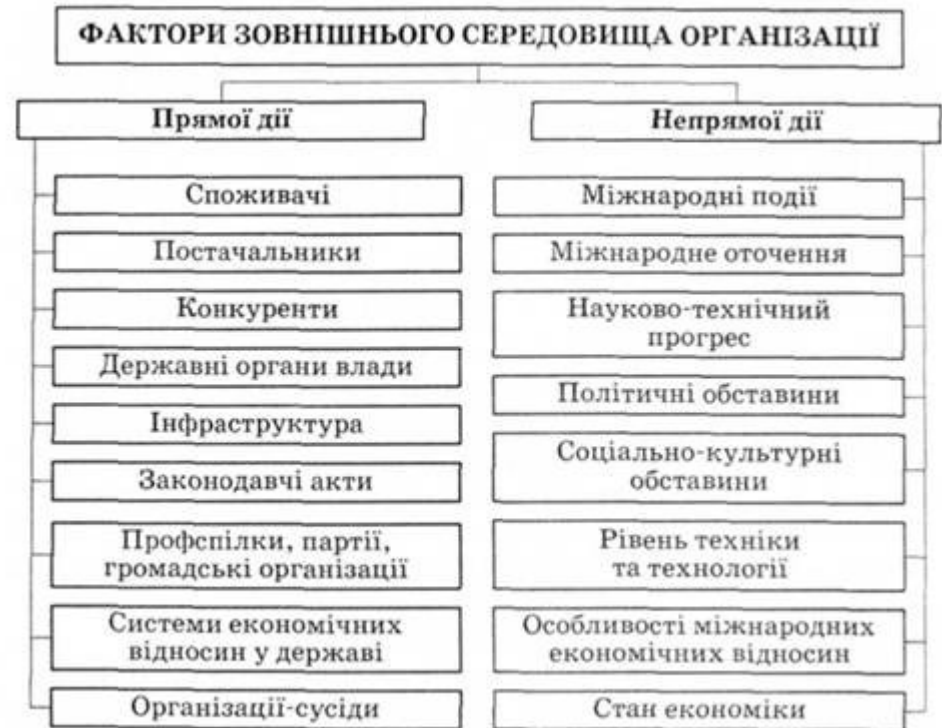 ФАКТОРИ ЗОВНІШНЬОГО СЕРЕДОВИЩА ОРГАНІЗАЦІЇ
Прямої дії
Споживачі
Постачальники
Конкуренти
Державні органи влади
Інфраструктура
Законодавчі акти
Профспілки, партії,
громадські організації
Системи економічних
відносин у державі
Організації-сусіди
Непрямої дії
Міжнародні події
Міжнародне оточення
Науково-технічний
прогрес
Політичні обставини
Соціально-культурні
обставини
Рівень техніки
та технології
Особливості міжнародних
економічних відносин
Стан економіки